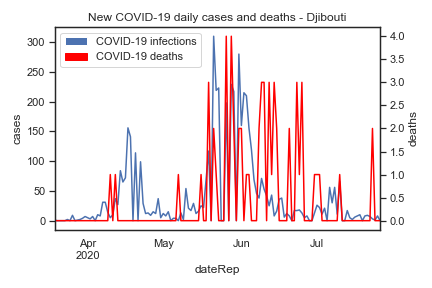 New COVID-19 daily cases and deaths - Djibouti
COVID-19 infections
COVID-19 deaths
300
250
200
150
100
50
0
cases
4.0
3.5
3.0
2.5
2.0
1.5
1.0
0.5
0.0
deaths
Apr
2020
May
Jun
Jul
dateRep